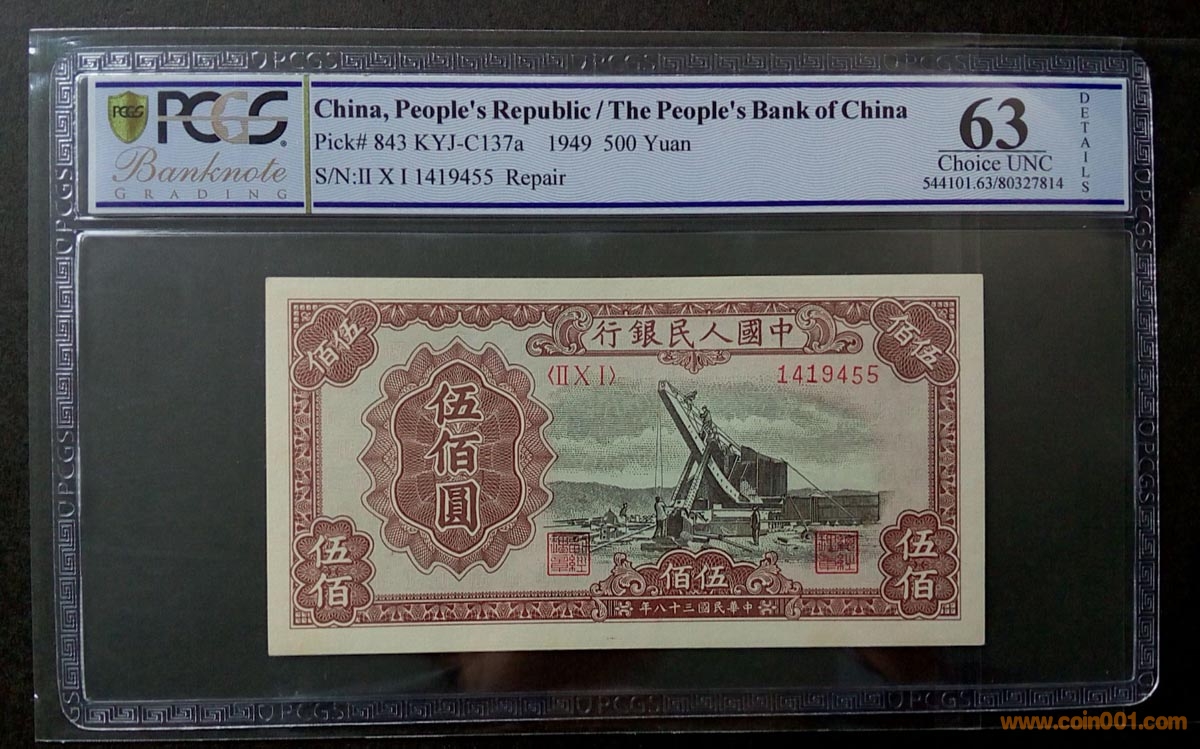 PCGS
Banknote
GRADING
China, People's Republic / The People's Bank of China
Pick# 843 KYJ-C137a 1949 500 Yuan
S/N:II X I 1419455 Repair
63
Choice UNC
544101.63/80327814
DETAILS
行銀民人國中
佰伍
佰伍
〈II X I〉 1419455
伍佰圓
伍佰
佰伍
伍佰
年八十三國民華中
www.coin001.com